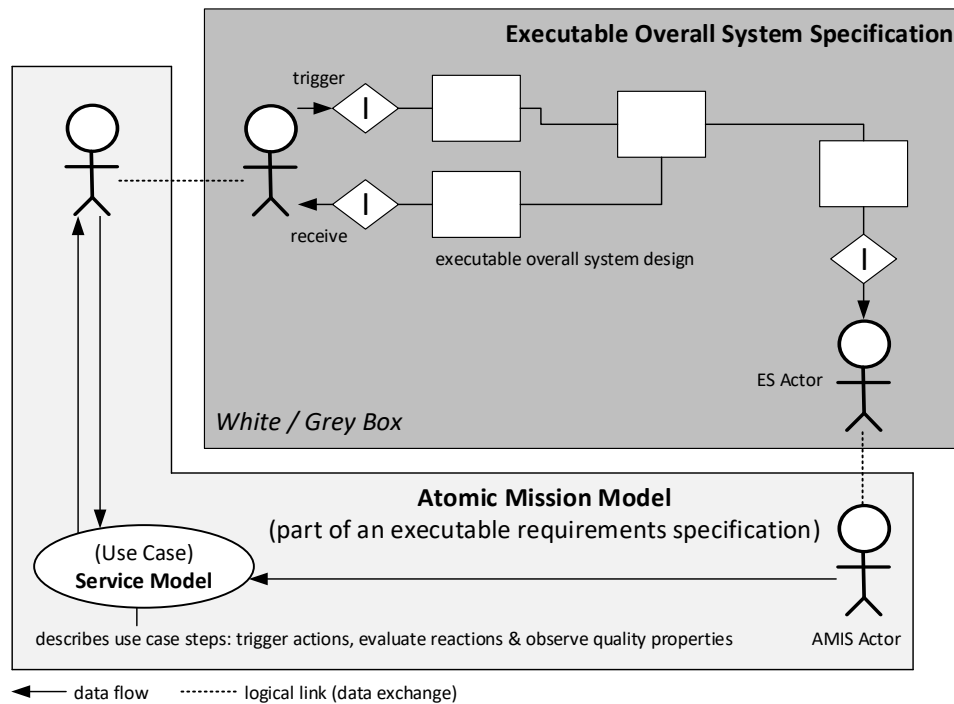 Executable Overall System Specification
trigger
I
I
receive
executable overall system design
I
ES Actor
White / Grey Box
Atomic Mission Model
(part of an executable requirements specification)
(Use Case)
Service Model
describes use case steps: trigger actions, evaluate reactions & observe quality properties
AMIS Actor
data flow
logical link (data exchange)